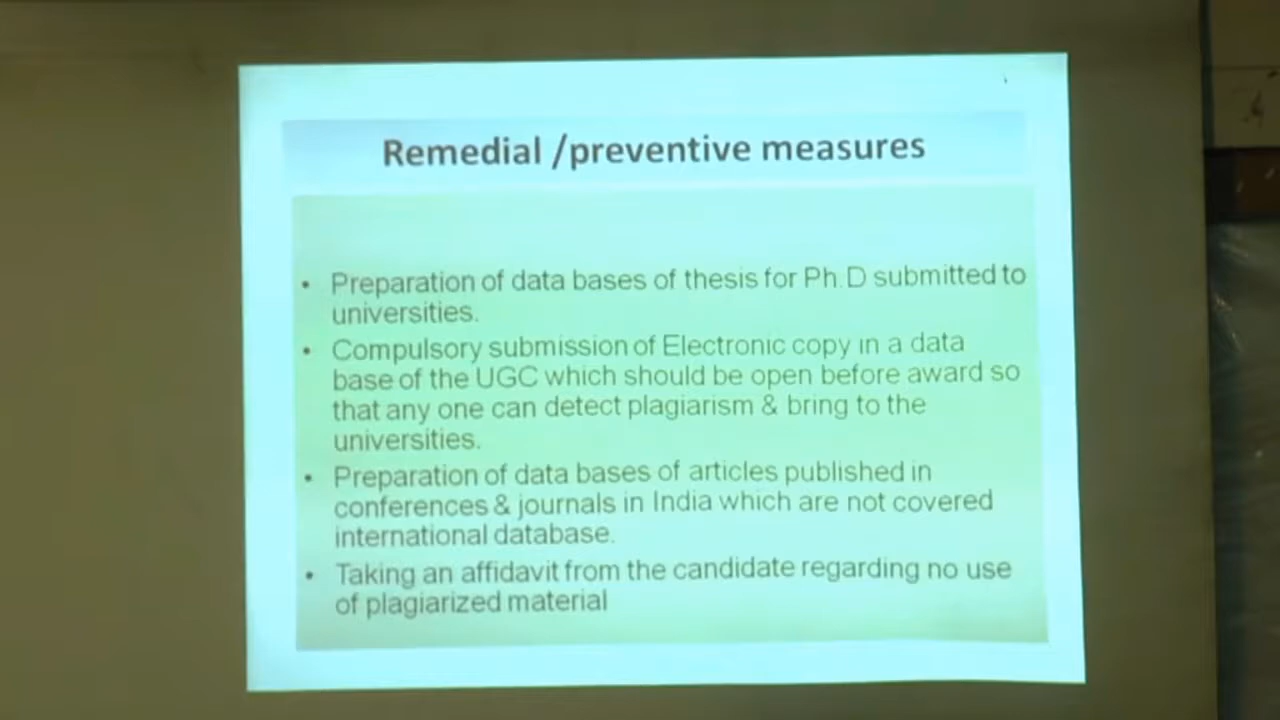 Remedial /preventive measures
• Preparation of data bases of thesis for Ph.D submitted to
universities.
• Compulsory submission of Electronic copy in a data
base of the UGC which should be open before award so
that any one can detect plagiarism & bring to the
universities.
• Preparation of data bases of articles published in
conferences & journals in India which are not covered
international database.
• Taking an affidavit from the candidate regarding no use
of plagiarized material